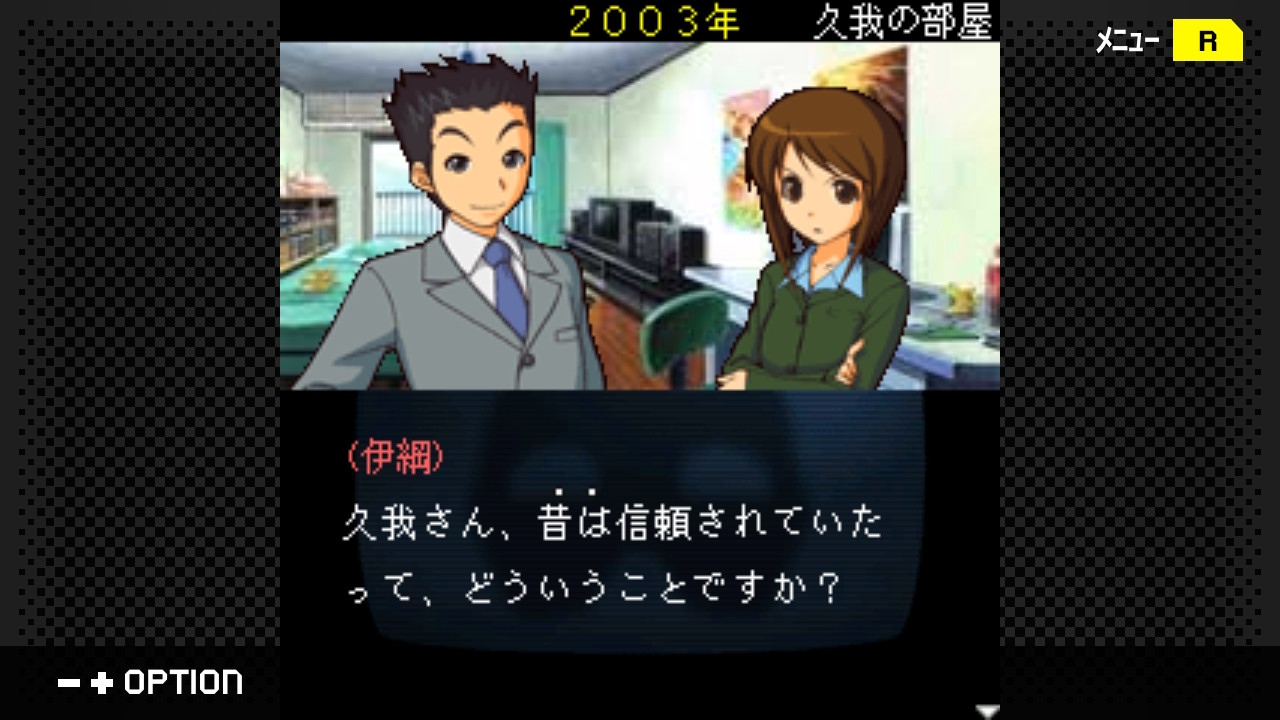 2003年 久我の部屋
メニュー R
(伊綱)
久我さん、昔は信頼されていた
って、どういうことですか?
OPTION